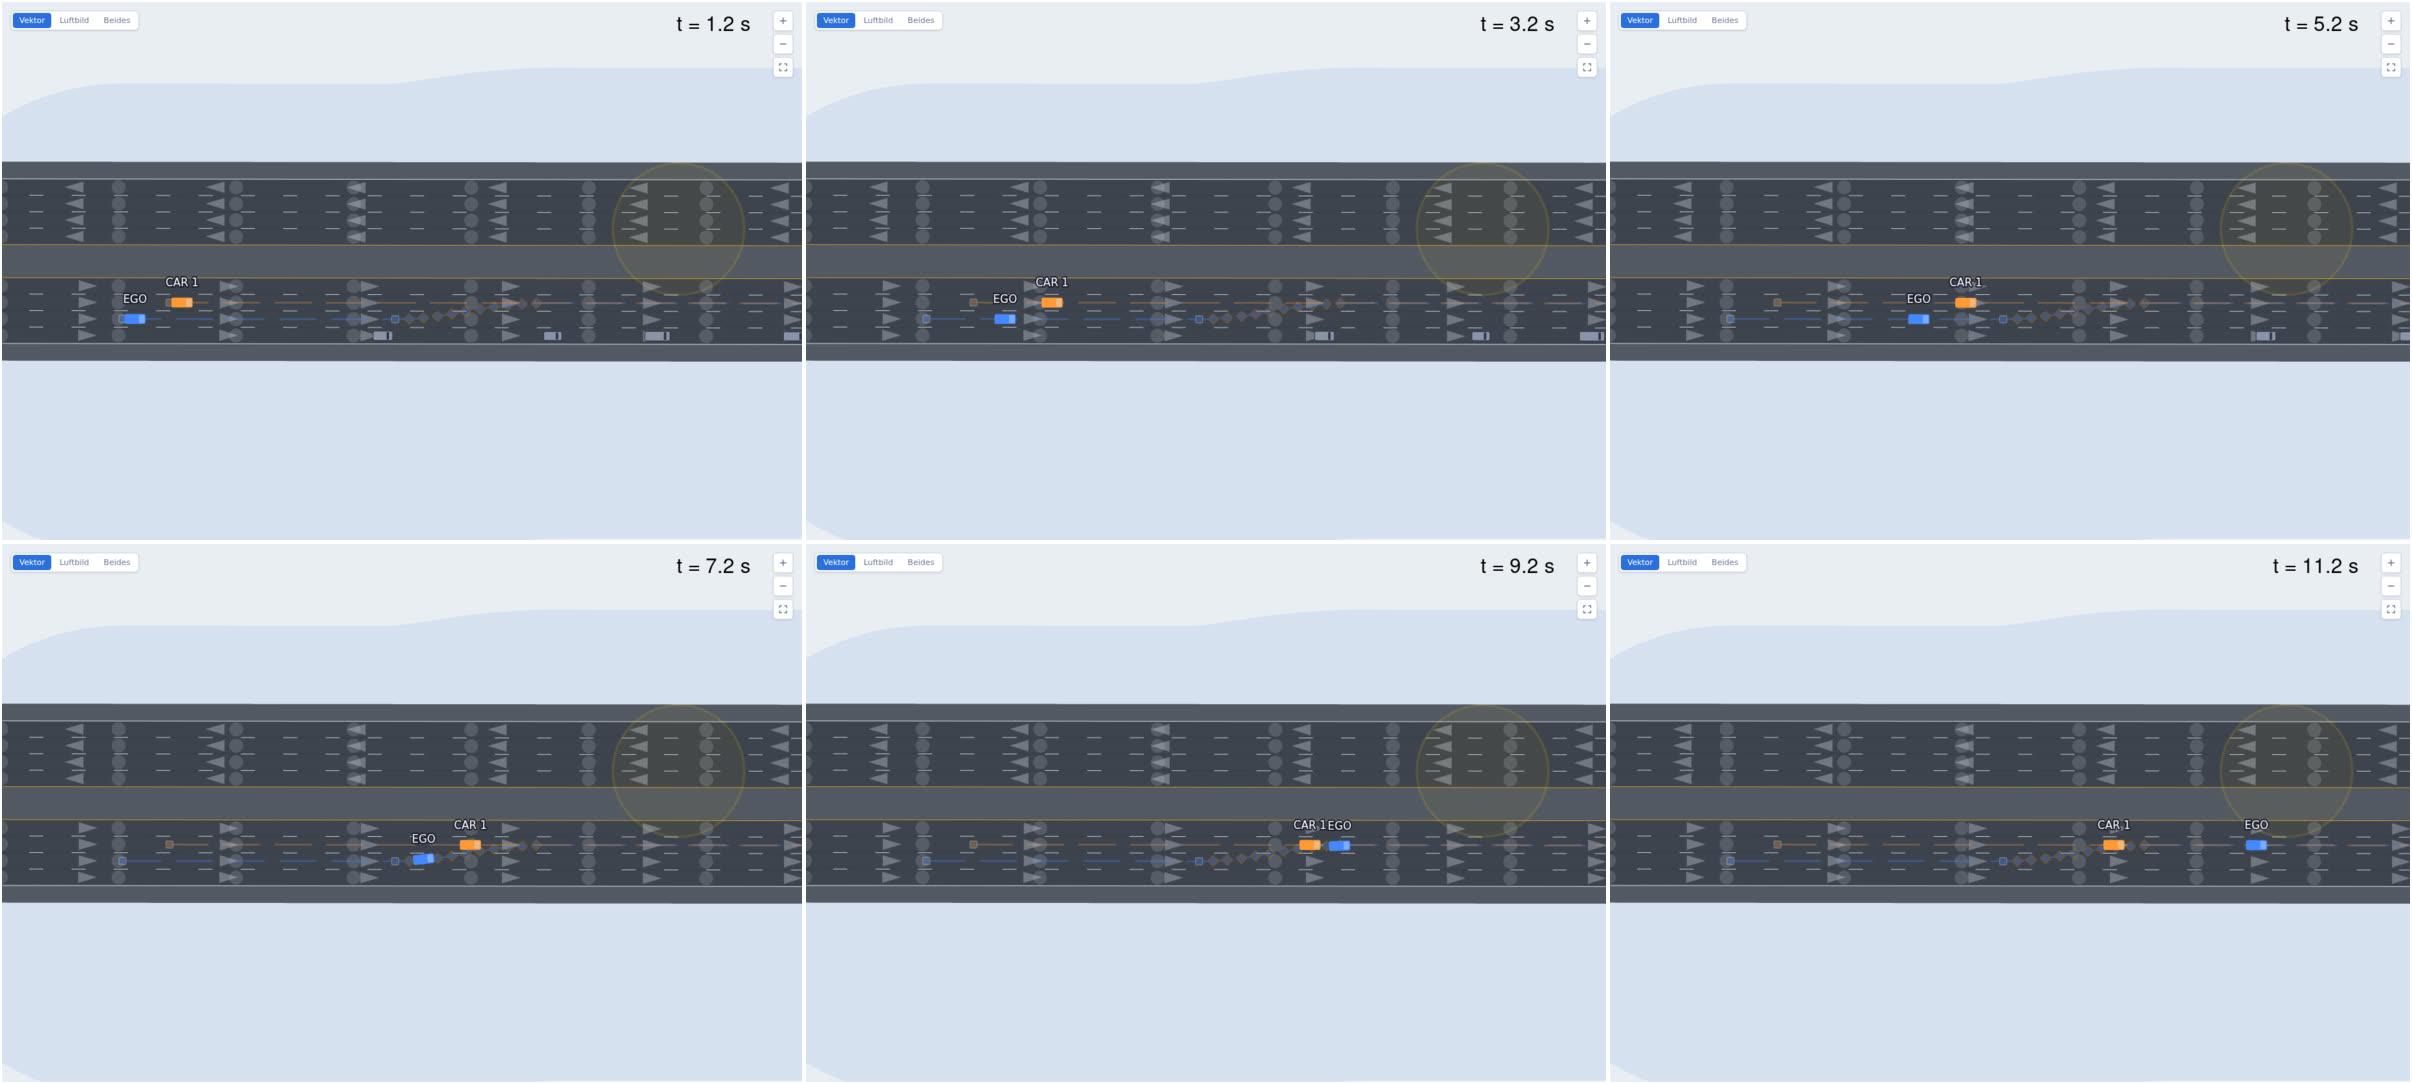 Vektor Luftbild Beides
t = 1.2 s
+
−
CAR 1
EGO
Vektor Luftbild Beides
t = 3.2 s
+
−
CAR 1
EGO
Vektor Luftbild Beides
t = 5.2 s
+
−
CAR 1
EGO
Vektor Luftbild Beides
t = 7.2 s
+
−
CAR 1
EGO
Vektor Luftbild Beides
t = 9.2 s
+
−
CAR 1 EGO
Vektor Luftbild Beides
t = 11.2 s
+
−
CAR 1 EGO